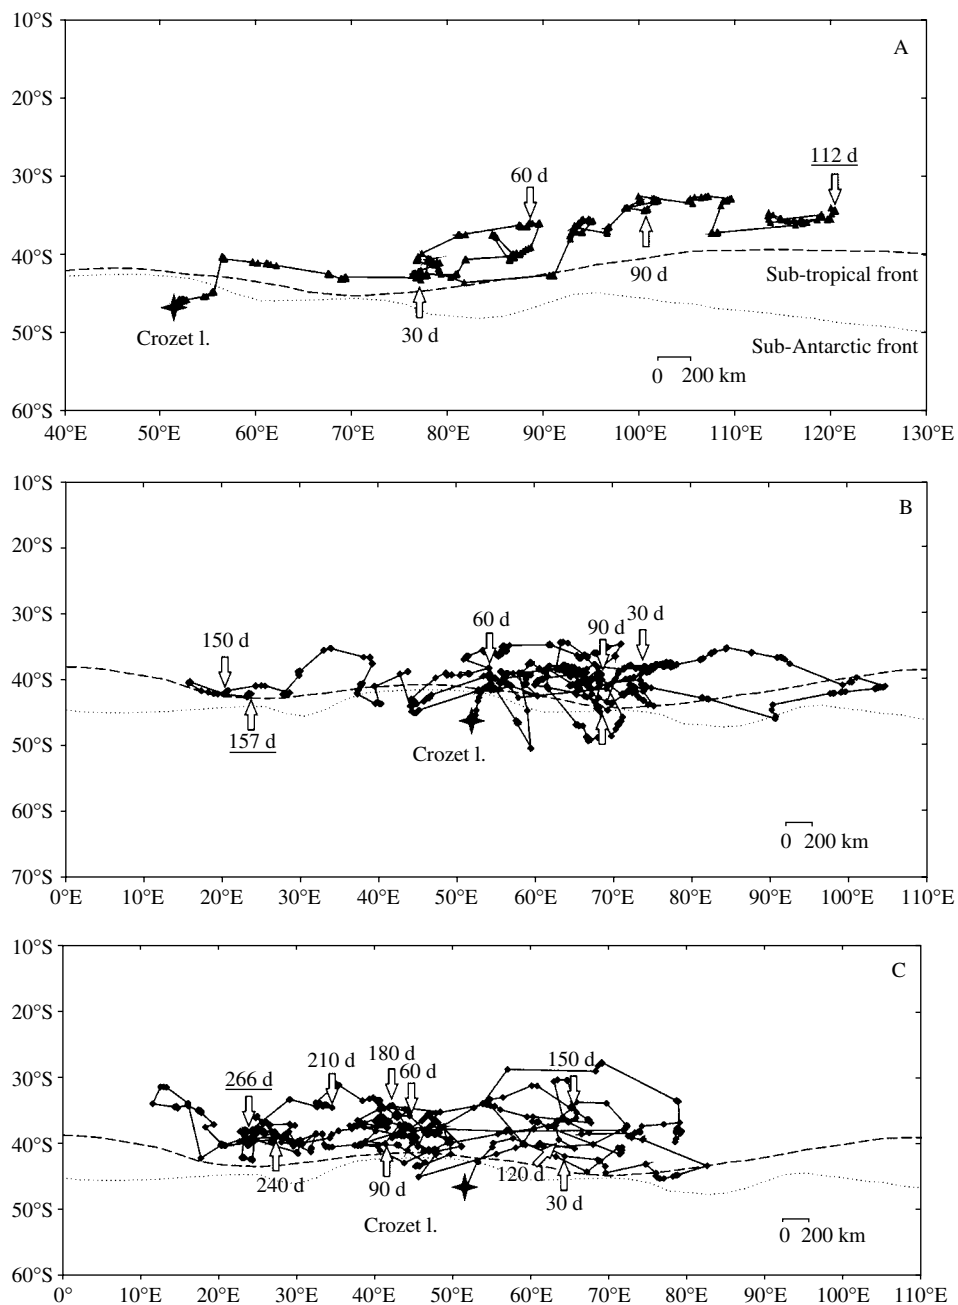 10°S
A
20°S
30°S
112 d
60 d
40°S
90 d
Sub-tropical front
50°S
Crozet l.
30 d
Sub-Antarctic front
0 200 km
60°S
40°E 50°E 60°E 70°E 80°E 90°E 100°E 110°E 120°E 130°E
10°S
B
20°S
30°S
150 d
60 d
90 d
30 d
40°S
157 d
50°S
Crozet l.
60°S
0 200 km
70°S
0°E 10°E 20°E 30°E 40°E 50°E 60°E 70°E 80°E 90°E 100°E 110°E
10°S
C
20°S
30°S
266 d
210 d
180 d
60 d
150 d
40°S
240 d
90 d
120 d
30 d
50°S
Crozet l.
0 200 km
60°S
0° 10°E 20°E 30°E 40°E 50°E 60°E 70°E 80°E 90°E 100°E 110°E